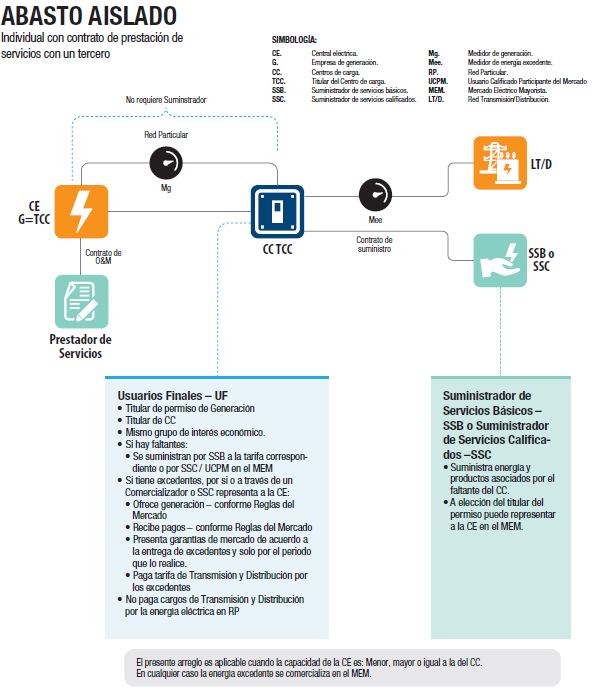 ABASTO AISLADO
Individual con contrato de prestación de
servicios con un tercero
SIMBOLOGÍA:
CE. Central eléctrica.
G. Empresa de generación.
CC. Centros de carga.
TCC. Titular del Centro de carga.
SSB. Suministrador de servicios básicos.
SSC. Suministrador de servicios calificados.
Mg. Medidor de generación.
Mee. Medidor de energía excedente.
RP. Red Particular.
UCPM. Usuario Calificado Participante del Mercado
MEM. Mercado Eléctrico Mayorista.
LT/D. Red Transmisión/Distribución.
No requiere Suminstrador
Red Particular
Mg
CE
G=TCC
CC TCC
Mee
LT/D
Contrato de
O&M
Contrato de
suministro
SSB o
SSC
Prestador de
Servicios
Usuarios Finales – UF
• Titular de permiso de Generación
• Titular de CC
• Mismo grupo de interés económico.
• Si hay faltantes:
• Se suministran por SSB a la tarifa correspon-
diente o por SSC / UCPM en el MEM
• Si tiene excedentes, por si o a través de un
Comercializador o SSC representa a la CE:
• Ofrece generación – conforme Reglas del
Mercado
• Recibe pagos – conforme Reglas del Mercado
• Presenta garantías de mercado de acuerdo a
la entrega de excedentes y solo por el periodo
que lo realice.
• Paga tarifa de Transmisión y Distribución por
los excedentes
• No paga cargos de Transmisión y Distribución
por la energía eléctrica en RP
Suministrador de
Servicios Básicos –
SSB o Suministrador
de Servicios Califica-
dos –SSC
• Suministra energía y
productos asociados por el
faltante del CC.
• A elección del titular del
permiso puede representar
a la CE en el MEM.
El presente arreglo es aplicable cuando la capacidad de la CE es: Menor, mayor o igual a la del CC.
En cualquier caso la energía excedente se comercializa en el MEM.